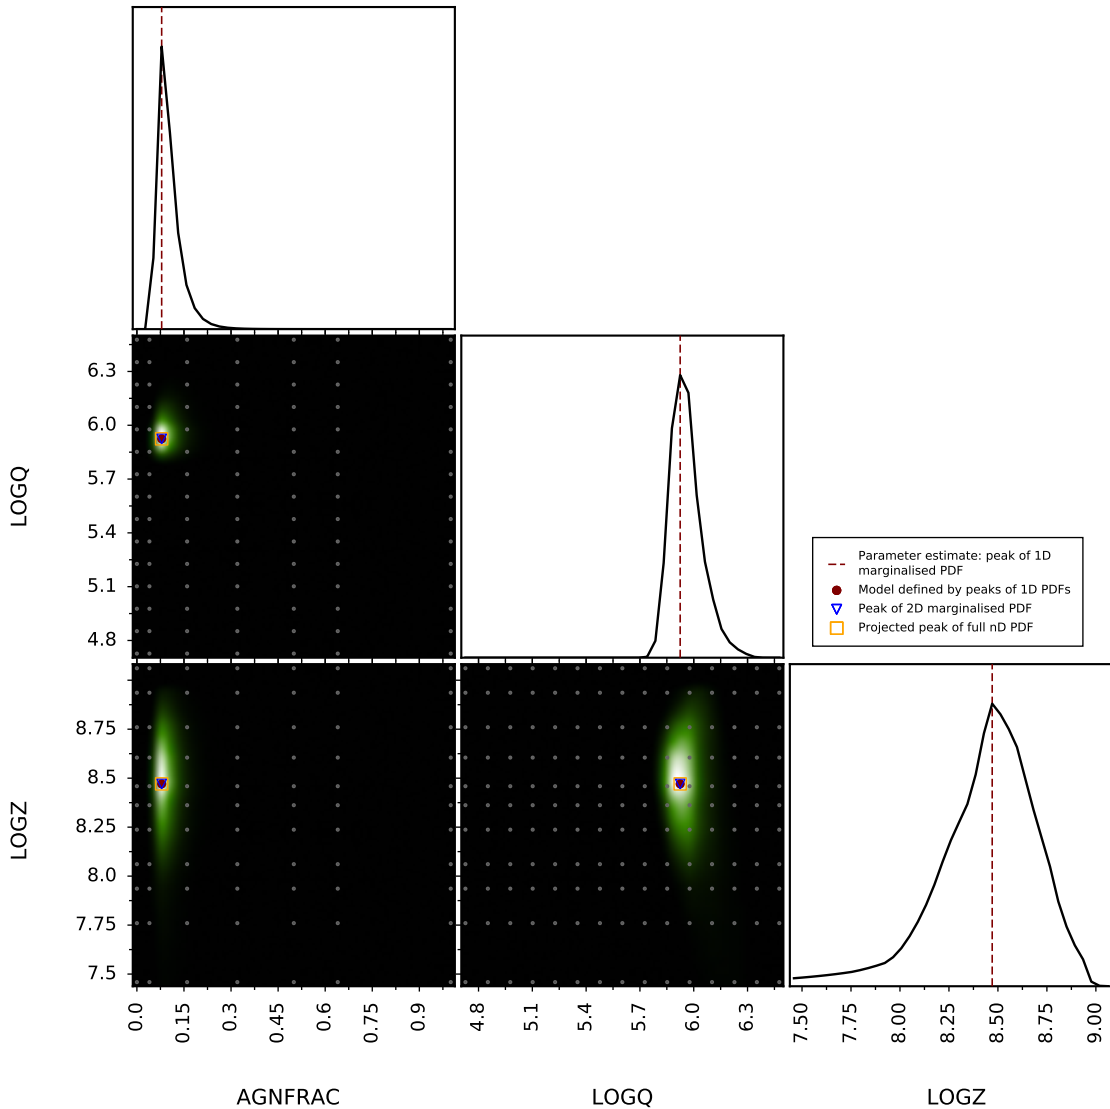 6.3
6.0
5.7
5.4
5.1
4.8
LOGQ
Parameter estimate: peak of 1D
marginalised PDF
Model defined by peaks of 1D PDFs
Peak of 2D marginalised PDF
Projected peak of full nD PDF
8.75
8.5
8.25
8.0
7.75
7.5
LOGZ
0.0 0.15 0.3 0.45 0.6 0.75 0.9
4.8 5.1 5.4 5.7 6.0 6.3
7.50 7.75 8.00 8.25 8.50 8.75 9.00
AGNFRAC LOGQ LOGZ